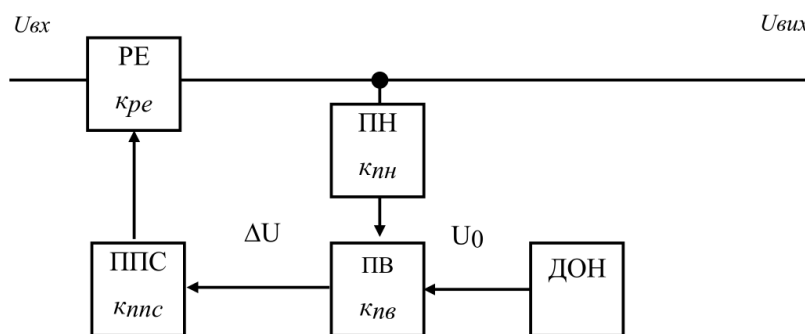 Uвх
Uвих
РЕ
кре
ПН
кпн
ΔU
U0
ППС
кппс
ПВ
кпв
ДОН